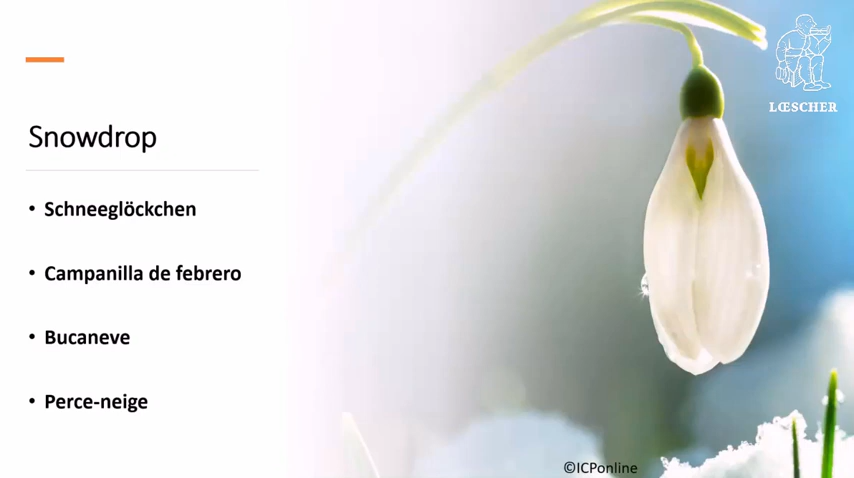 LŒSCHER
Snowdrop
• Schneeglöckchen
• Campanilla de febrero
• Bucaneve
• Perce-neige
©ICPonline